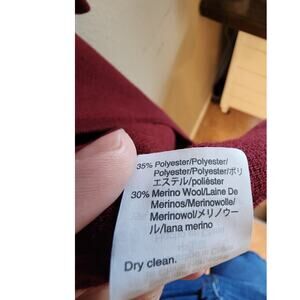 35% Polyester/Polyester/
Polyester/Polyester/ポリ
エステル/poliéster
30% Merino Wool/Laine De
Merinos/Merinowolle/
Merinowol/メリノウー
ル/lana merino
Dry clean.